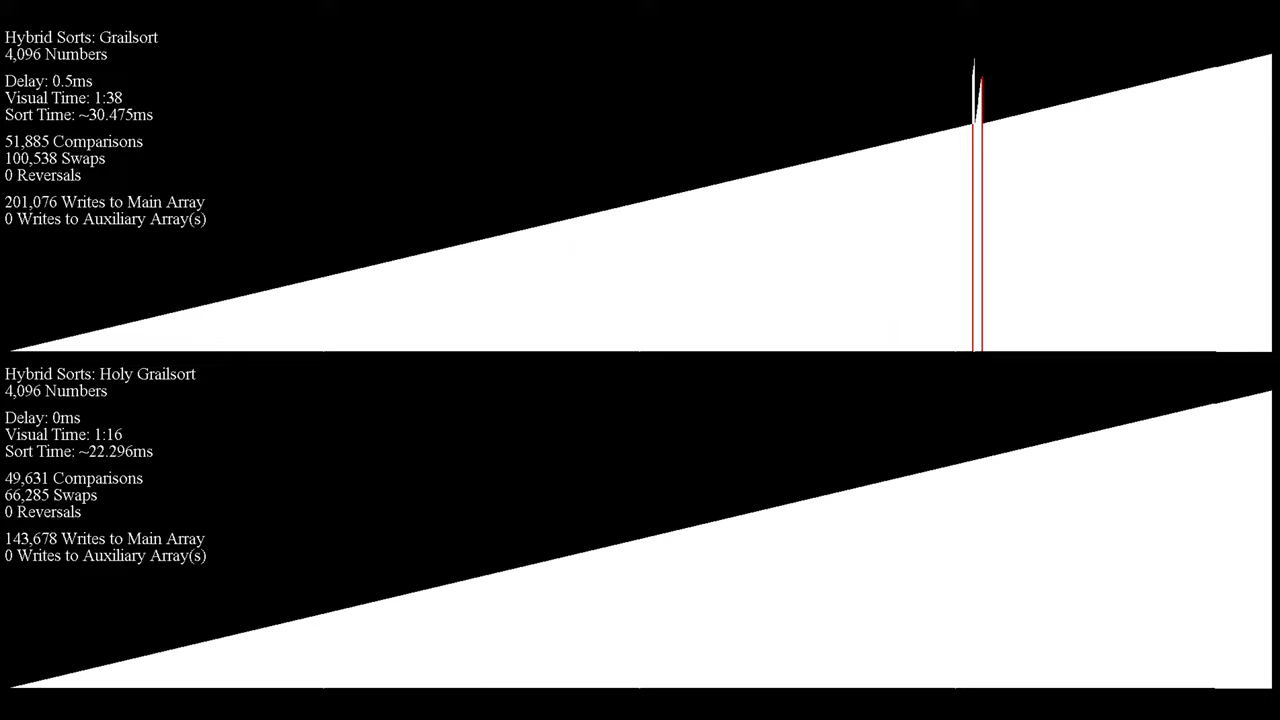 Hybrid Sorts: Grailsort
4,096 Numbers
Delay: 0.5ms
Visual Time: 1:38
Sort Time: ~30.475ms
51,885 Comparisons
100,538 Swaps
0 Reversals
201,076 Writes to Main Array
0 Writes to Auxiliary Array(s)
Hybrid Sorts: Holy Grailsort
4,096 Numbers
Delay: 0ms
Visual Time: 1:16
Sort Time: ~22.296ms
49,631 Comparisons
66,285 Swaps
0 Reversals
143,678 Writes to Main Array
0 Writes to Auxiliary Array(s)